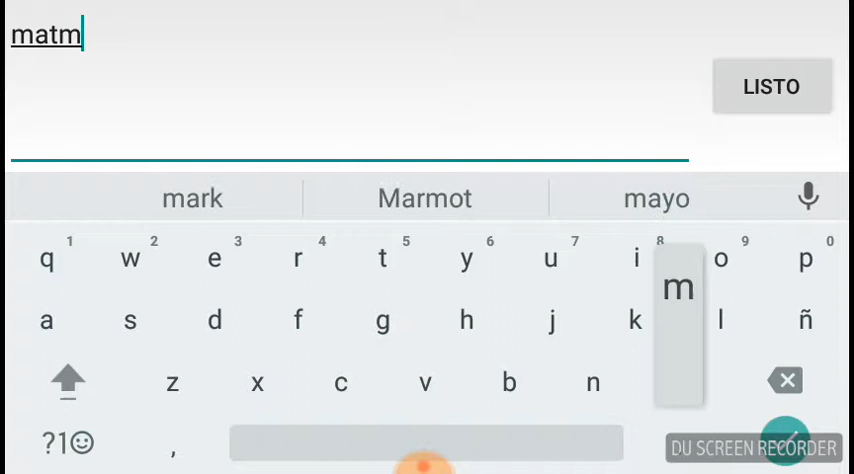 matm
LISTO
mark Marmot mayo
1 2 3 4 5 6 7 8 9 0
q w e r t y u i o p
m
a s d f g h j k l ñ
z x c v b n
?1 ,
DU SCREEN RECORDER